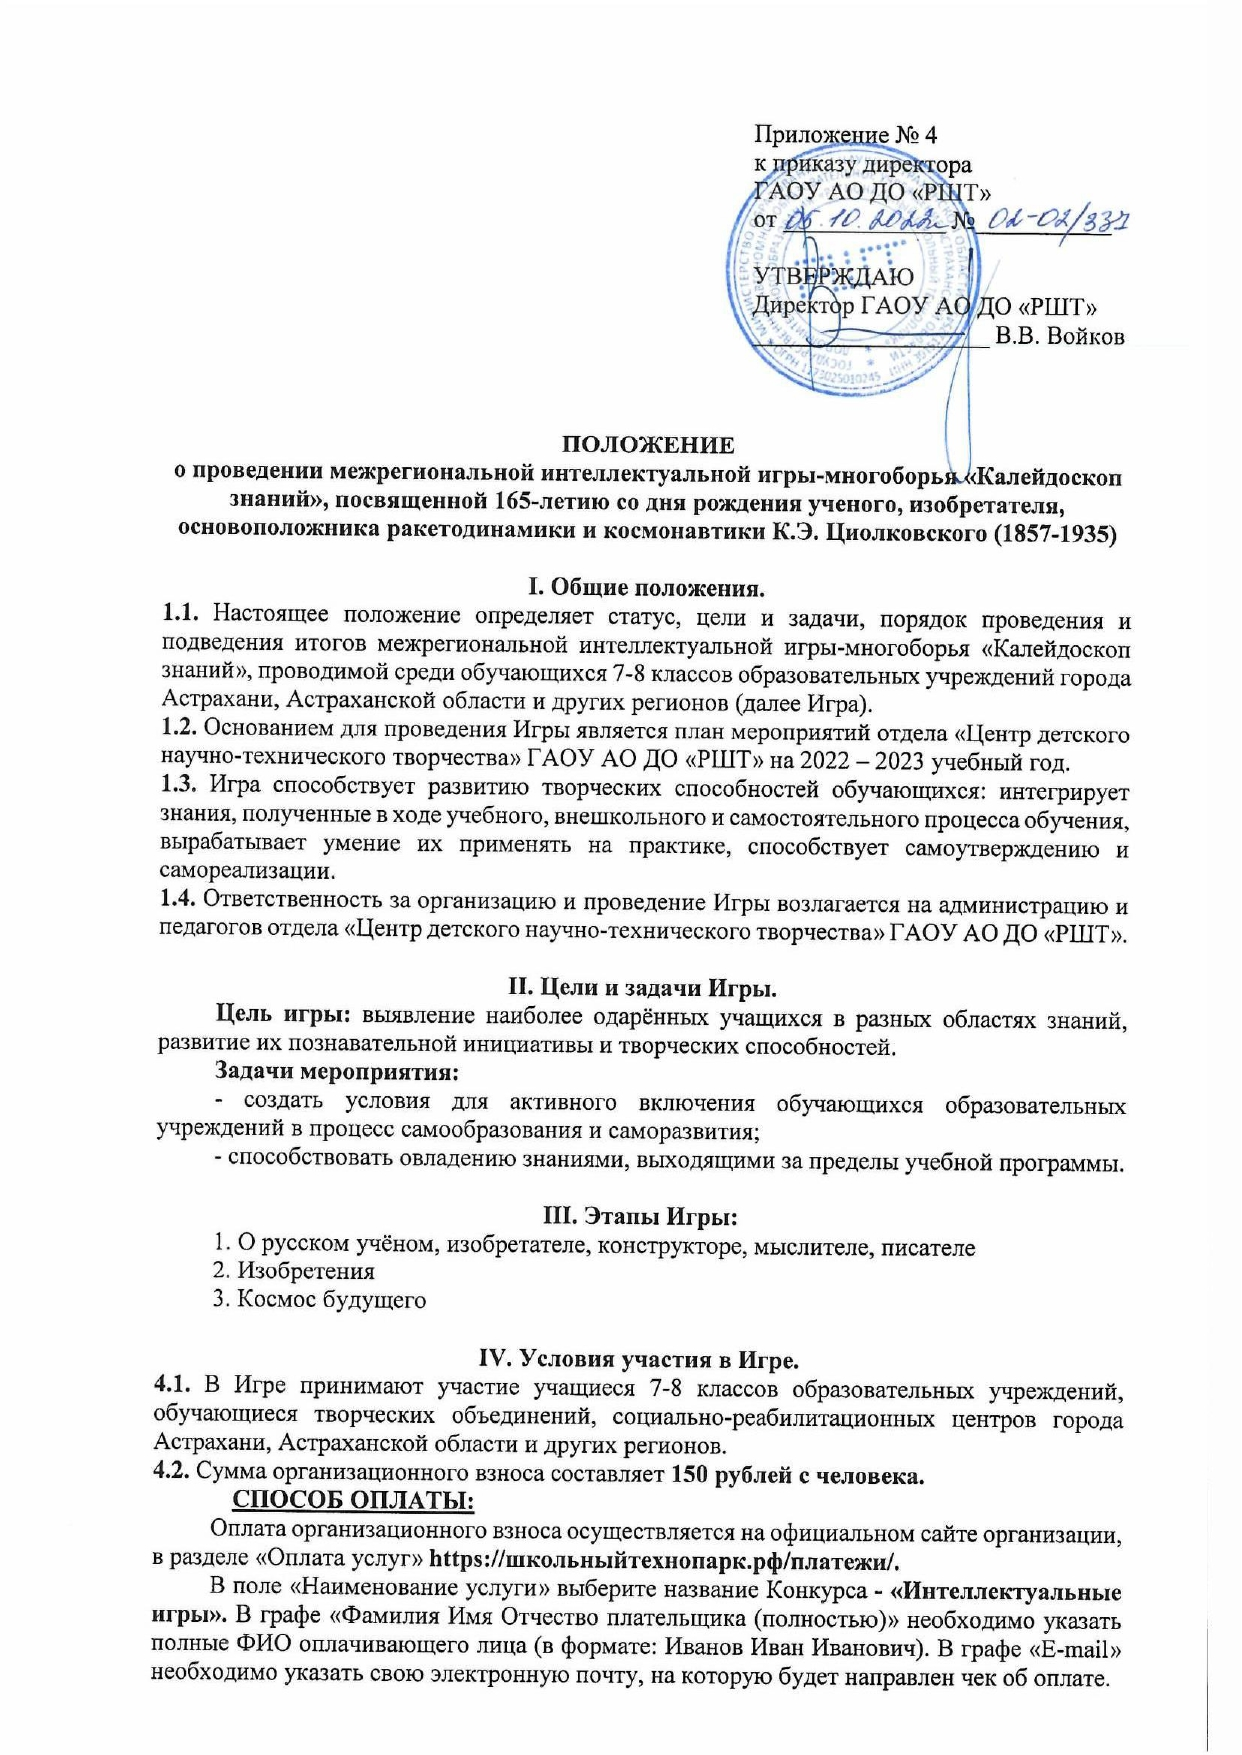 Приложение № 4
к приказу директора
ГАОУ АО ДО «РШТ»
от 05.10.2022 № 02-02/331
УТВЕРЖДАЮ
Директор ГАОУ АО ДО «РШТ»
В.В. Войков
ПОЛОЖЕНИЕ
о проведении межрегиональной интеллектуальной игры-многоборья «Калейдоскоп
знаний», посвященной 165-летию со дня рождения ученого, изобретателя,
основоположника ракетодинамики и космонавтики К.Э. Циолковского (1857-1935)
I. Общие положения.
1.1. Настоящее положение определяет статус, цели и задачи, порядок проведения и
подведения итогов межрегиональной интеллектуальной игры-многоборья «Калейдоскоп
знаний», проводимой среди обучающихся 7-8 классов образовательных учреждений города
Астрахани, Астраханской области и других регионов (далее Игра).
1.2. Основанием для проведения Игры является план мероприятий отдела «Центр детского
научно-технического творчества» ГАОУ АО ДО «РШТ» на 2022 – 2023 учебный год.
1.3. Игра способствует развитию творческих способностей обучающихся: интегрирует
знания, полученные в ходе учебного, внешкольного и самостоятельного процесса обучения,
вырабатывает умение их применять на практике, способствует самоутверждению и
самореализации.
1.4. Ответственность за организацию и проведение Игры возлагается на администрацию и
педагогов отдела «Центр детского научно-технического творчества» ГАОУ АО ДО «РШТ».
II. Цели и задачи Игры.
Цель игры: выявление наиболее одарённых учащихся в разных областях знаний,
развитие их познавательной инициативы и творческих способностей.
Задачи мероприятия:
- создать условия для активного включения обучающихся образовательных
учреждений в процесс самообразования и саморазвития;
- способствовать овладению знаниями, выходящими за пределы учебной программы.
III. Этапы Игры:
1. О русском учёном, изобретателе, конструкторе, мыслителе, писателе
2. Изобретения
3. Космос будущего
IV. Условия участия в Игре.
4.1. В Игре принимают участие учащиеся 7-8 классов образовательных учреждений,
обучающиеся творческих объединений, социально-реабилитационных центров города
Астрахани, Астраханской области и других регионов.
4.2. Сумма организационного взноса составляет 150 рублей с человека.
СПОСОБ ОПЛАТЫ:
Оплата организационного взноса осуществляется на официальном сайте организации,
в разделе «Оплата услуг» https://школьныйтехнопарк.рф/платежи/.
В поле «Наименование услуги» выберите название Конкурса - «Интеллектуальные
игры». В графе «Фамилия Имя Отчество плательщика (полностью)» необходимо указать
полные ФИО оплачивающего лица (в формате: Иванов Иван Иванович). В графе «E-mail»
необходимо указать свою электронную почту, на которую будет направлен чек об оплате.